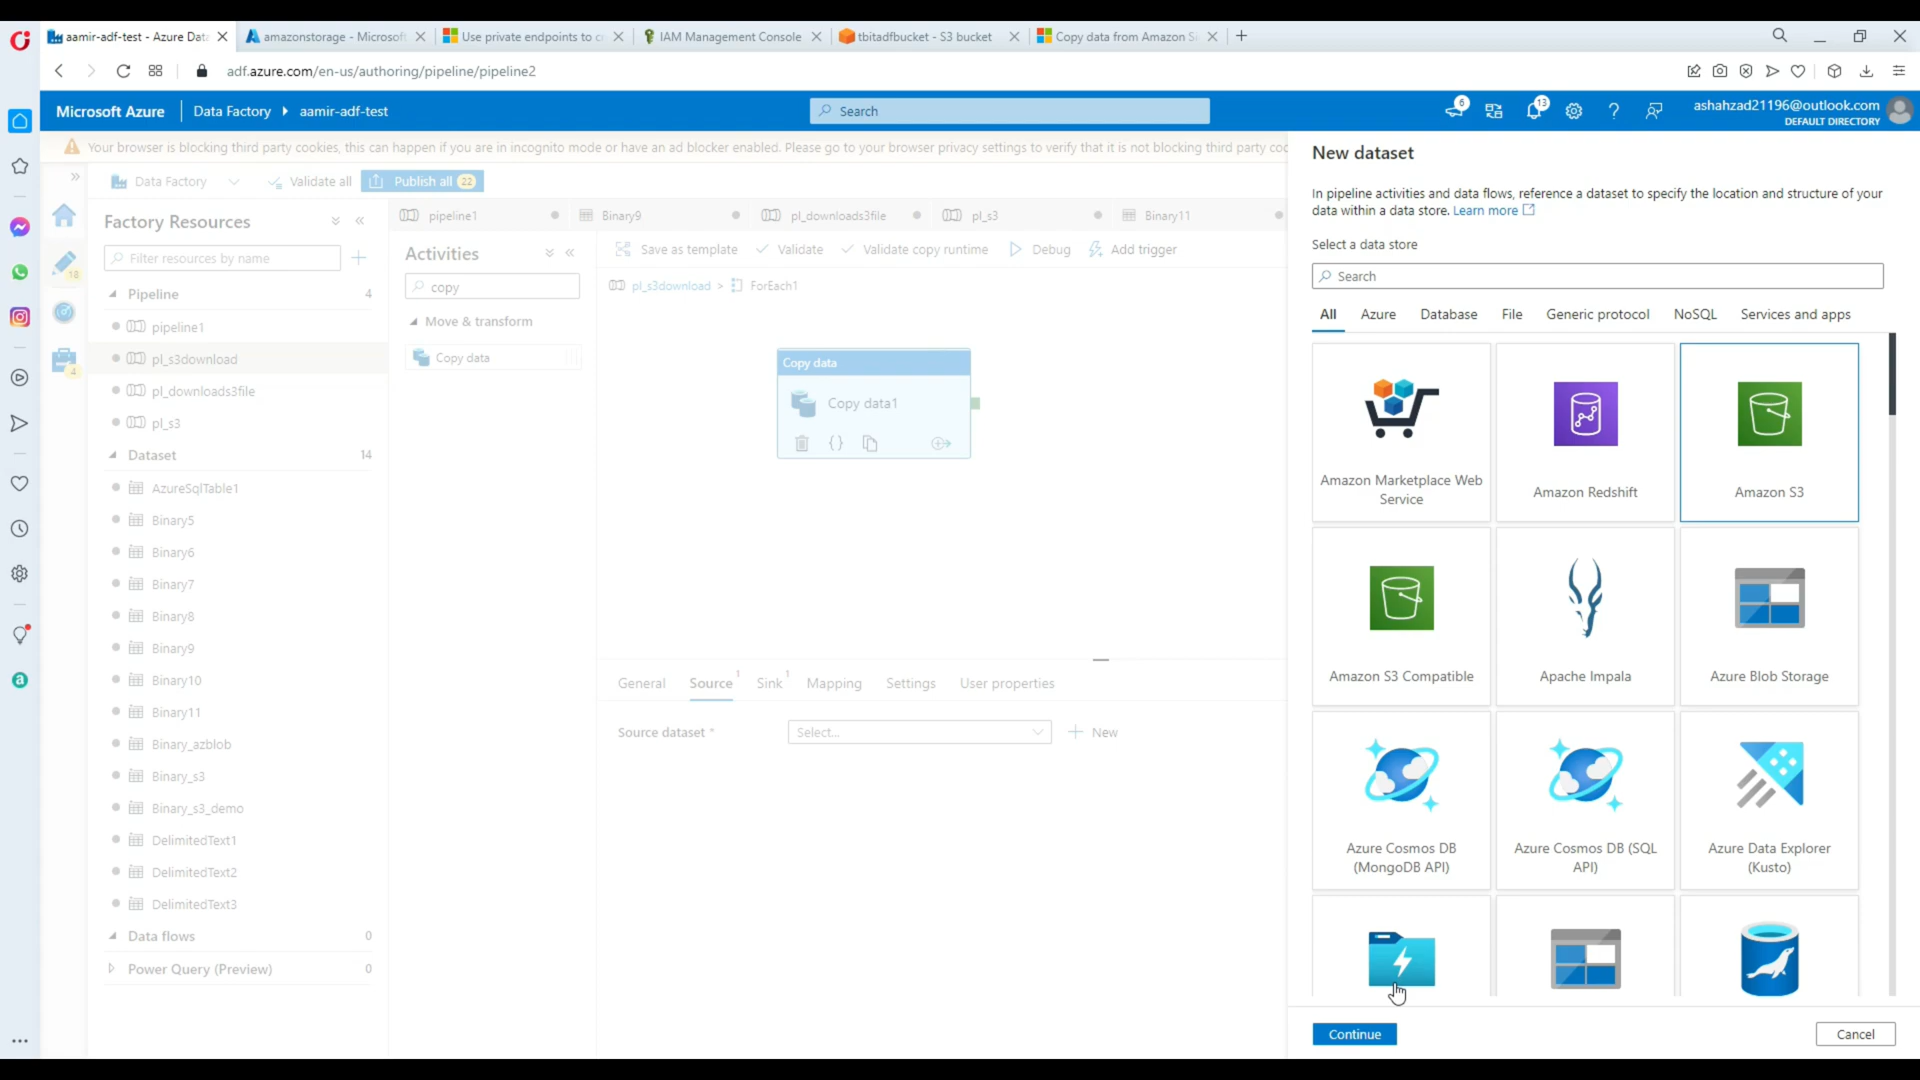 aamir-adf-test - Azure Data
amazonstorage - Microsoft
Use private endpoints to c
IAM Management Console
tbitadfbucket - S3 bucket
Copy data from Amazon S
adf.azure.com/en-us/authoring/pipeline/pipeline2
Microsoft Azure
Data Factory
aamir-adf-test
Search
6
13
ashahzad21196@outlook.com
DEFAULT DIRECTORY
Your browser is blocking third party cookies, this can happen if you are in incognito mode or have an ad blocker enabled. Please go to your browser privacy settings to verify that it is not blocking third party coo
Data Factory
Validate all
Publish all 22
18
4
Factory Resources
Filter resources by name
Pipeline 4
pipeline1
pl_s3download
pl_downloads3file
pl_s3
Dataset 14
AzureSqlTable1
Binary5
Binary6
Binary7
Binary8
Binary9
Binary10
Binary11
Binary_azblob
Binary_s3
Binary_s3_demo
DelimitedText1
DelimitedText2
DelimitedText3
Data flows 0
Power Query (Preview) 0
pipeline1
Binary9
pl_downloads3file
pl_s3
Binary11
Activities
copy
Move & transform
Copy data
Save as template
Validate
Validate copy runtime
Debug
Add trigger
pl_s3download > ForEach1
Copy data
Copy data1
General
Source 1
Sink 1
Mapping
Settings
User properties
Source dataset *
Select...
New
New dataset
In pipeline activities and data flows, reference a dataset to specify the location and structure of your
data within a data store. Learn more
Select a data store
Search
All
Azure
Database
File
Generic protocol
NoSQL
Services and apps
Amazon Marketplace Web
Service
Amazon Redshift
Amazon S3
Amazon S3 Compatible
Apache Impala
Azure Blob Storage
Azure Cosmos DB
(MongoDB API)
Azure Cosmos DB (SQL
API)
Azure Data Explorer
(Kusto)
Continue
Cancel